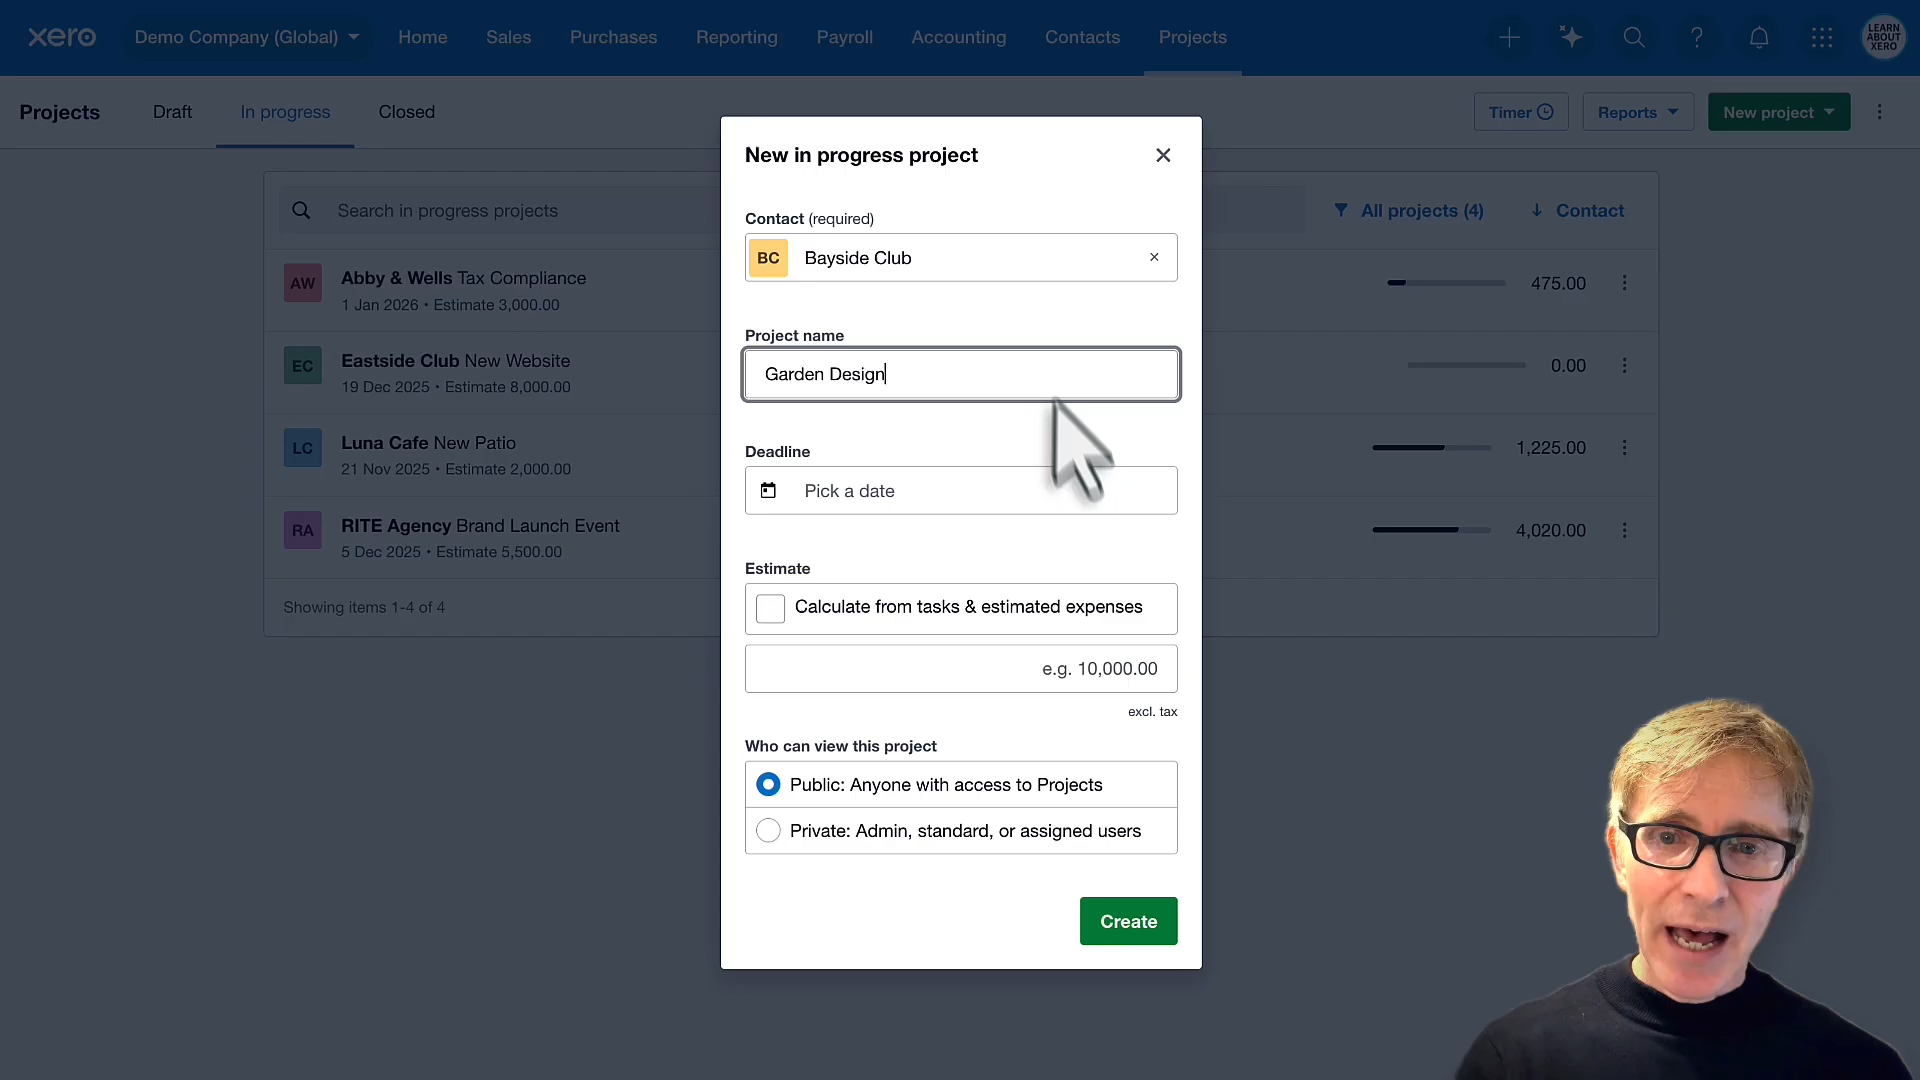 xero
Demo Company (Global)
Home
Sales
Purchases
Reporting
Payroll
Accounting
Contacts
Projects
LEARN
ABOUT
XERO
Projects
Draft
In progress
Closed
Timer
Reports
New project
Search in progress projects
All projects (4)
Contact
AW
Abby & Wells Tax Compliance
1 Jan 2026 • Estimate 3,000.00
475.00
EC
Eastside Club New Website
19 Dec 2025 • Estimate 8,000.00
0.00
LC
Luna Cafe New Patio
21 Nov 2025 • Estimate 2,000.00
1,225.00
RA
RITE Agency Brand Launch Event
5 Dec 2025 • Estimate 5,500.00
4,020.00
Showing items 1-4 of 4
New in progress project
Contact (required)
BC
Bayside Club
Project name
Garden Design
Deadline
Pick a date
Estimate
Calculate from tasks & estimated expenses
e.g. 10,000.00
excl. tax
Who can view this project
Public: Anyone with access to Projects
Private: Admin, standard, or assigned users
Create